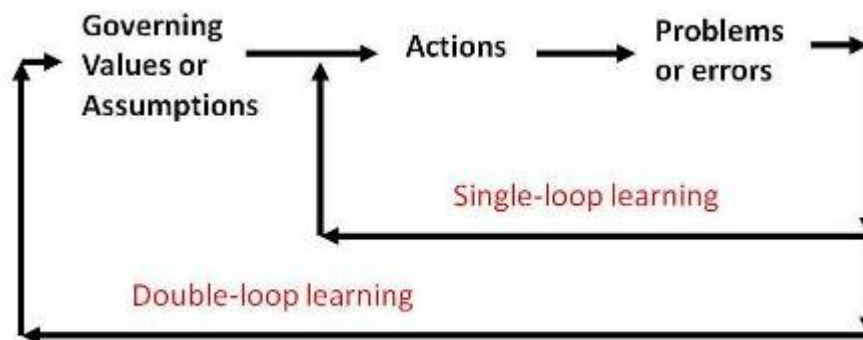 Governing
Values or
Assumptions
Actions
Problems
or errors
Single-loop learning
Double-loop learning